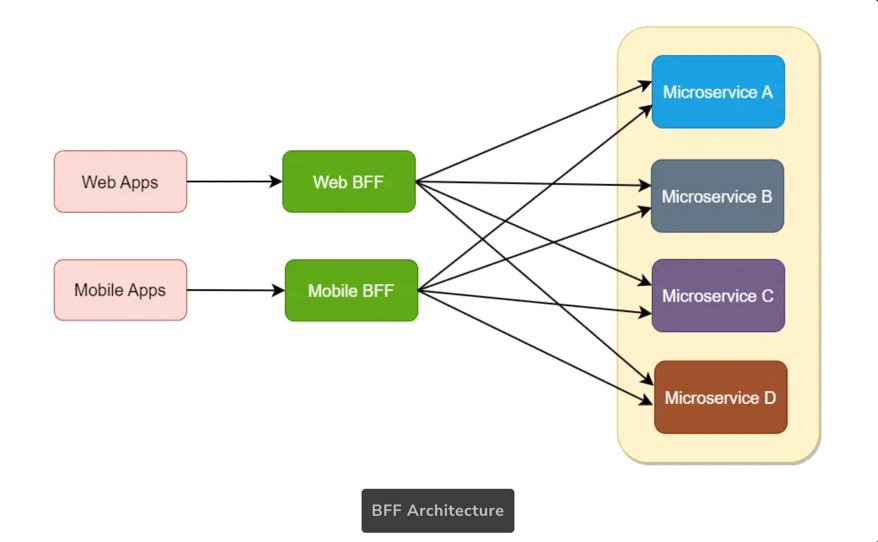 Web Apps
Web BFF
Mobile Apps
Mobile BFF
Microservice A
Microservice B
Microservice C
Microservice D
BFF Architecture